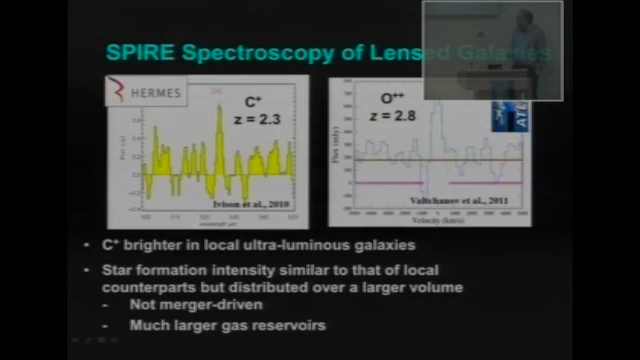 SPIRE Spectroscopy of Lensed Galaxies
HERMES
C+
z = 2.3
Ivison et al., 2010
O++
z = 2.8
Flux (mJy)
Velocity (km/s)
Valtchanov et al., 2011
• C+ brighter in local ultra-luminous galaxies
• Star formation intensity similar to that of local
counterparts but distributed over a larger volume
- Not merger-driven
- Much larger gas reservoirs